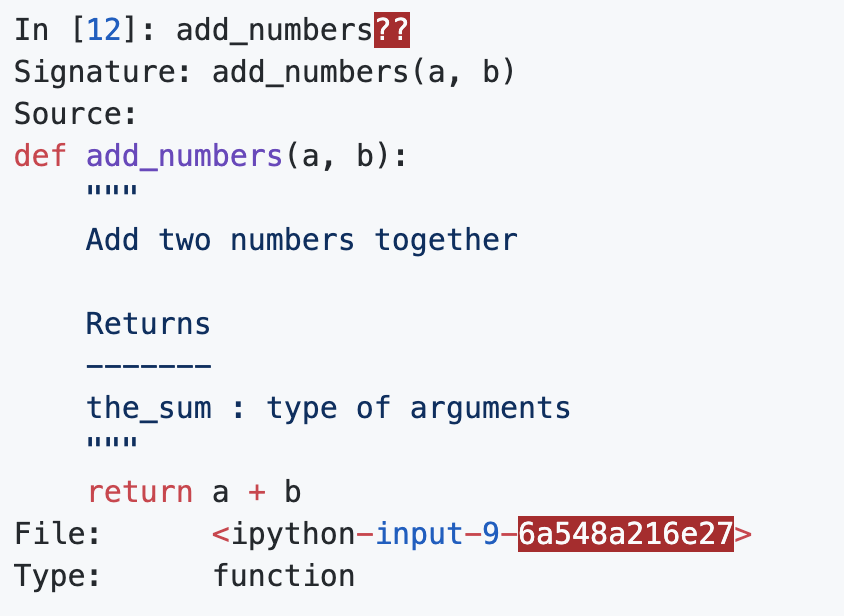 In [12]: add_numbers??
Signature: add_numbers(a, b)
Source:
def add_numbers(a, b):
    """
    Add two numbers together

    Returns
    -------
    the_sum : type of arguments
    """
    return a + b
File:      <ipython-input-9-6a548a216e27>
Type:      function